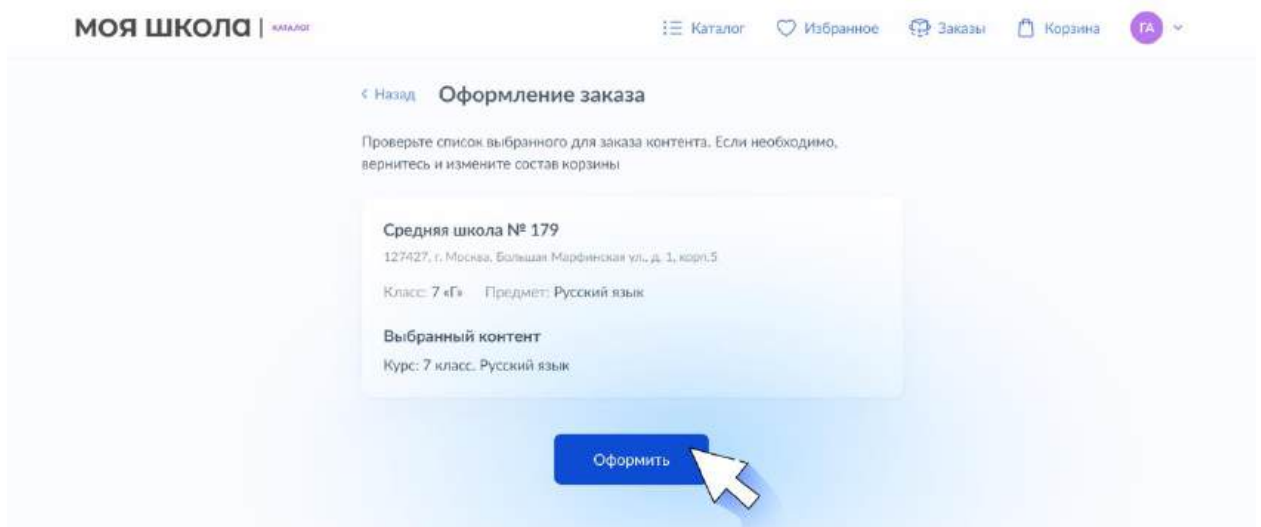 МОЯ ШКОЛА | КАТАЛОГ
Каталог Избранное Заказы Корзина ГА
Назад Оформление заказа
Проверьте список выбранного для заказа контента. Если необходимо,
вернитесь и измените состав корзины
Средняя школа № 179
127427, г. Москва, Большая Марфинская ул., д. 1, корп.5
Класс: 7 «Г» Предмет: Русский язык
Выбранный контент
Курс: 7 класс. Русский язык
Оформить